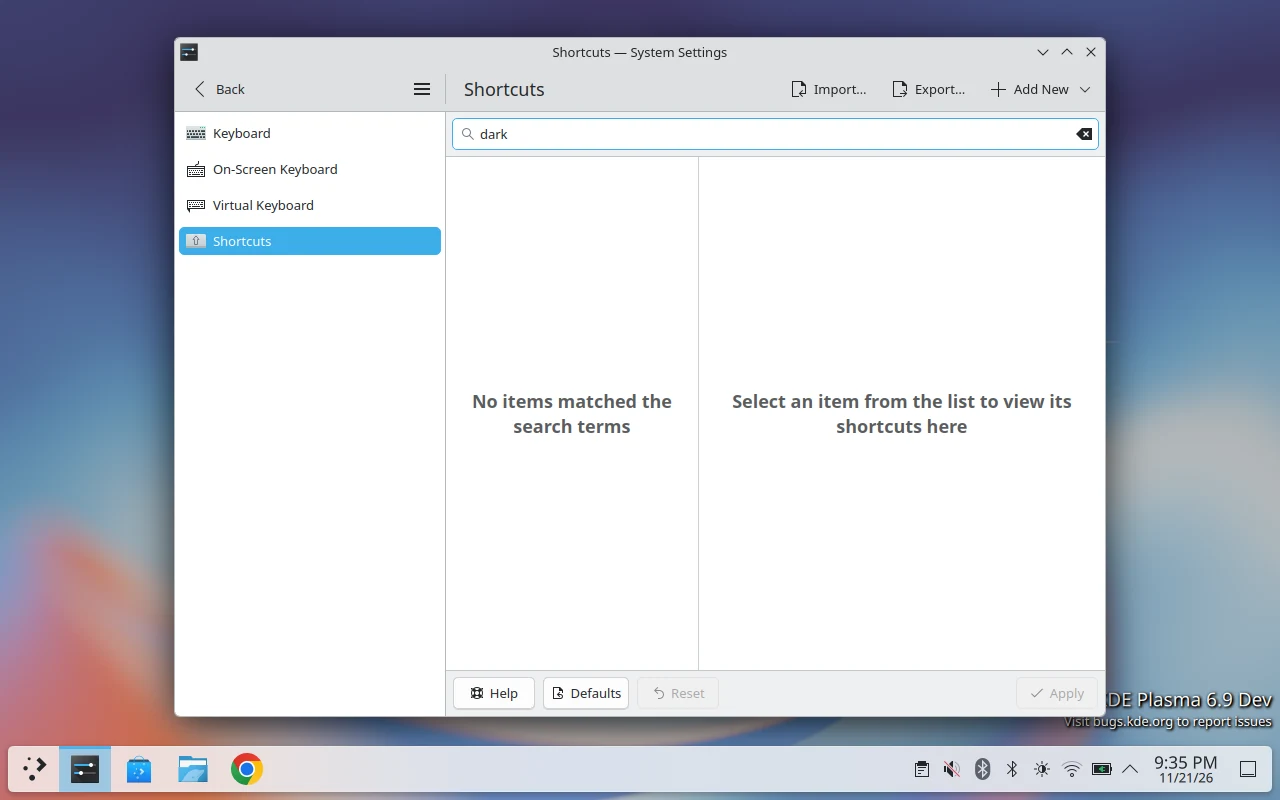 Shortcuts — System Settings
Back
Shortcuts
Import...
Export...
Add New
Keyboard
On-Screen Keyboard
Virtual Keyboard
Shortcuts
dark
No items matched the
search terms
Select an item from the list to view its
shortcuts here
Help
Defaults
Reset
Apply
DE Plasma 6.9 Dev
Visit bugs.kde.org to report issues
9:35 PM
11/21/26